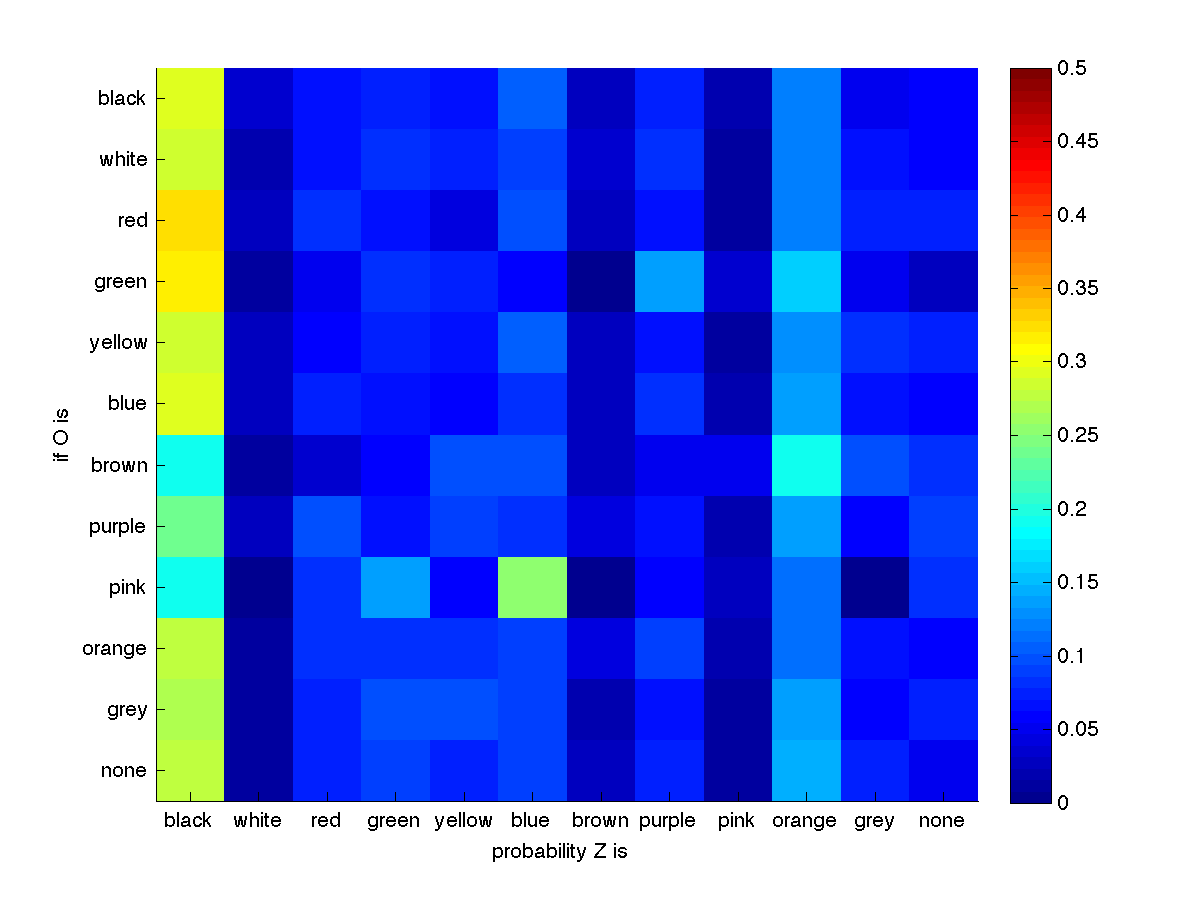 black
white
red
green
yellow
blue
brown
purple
pink
orange
grey
none
if O is
black white red green yellow blue brown purple pink orange grey none
probability Z is
0.5
0.45
0.4
0.35
0.3
0.25
0.2
0.15
0.1
0.05
0